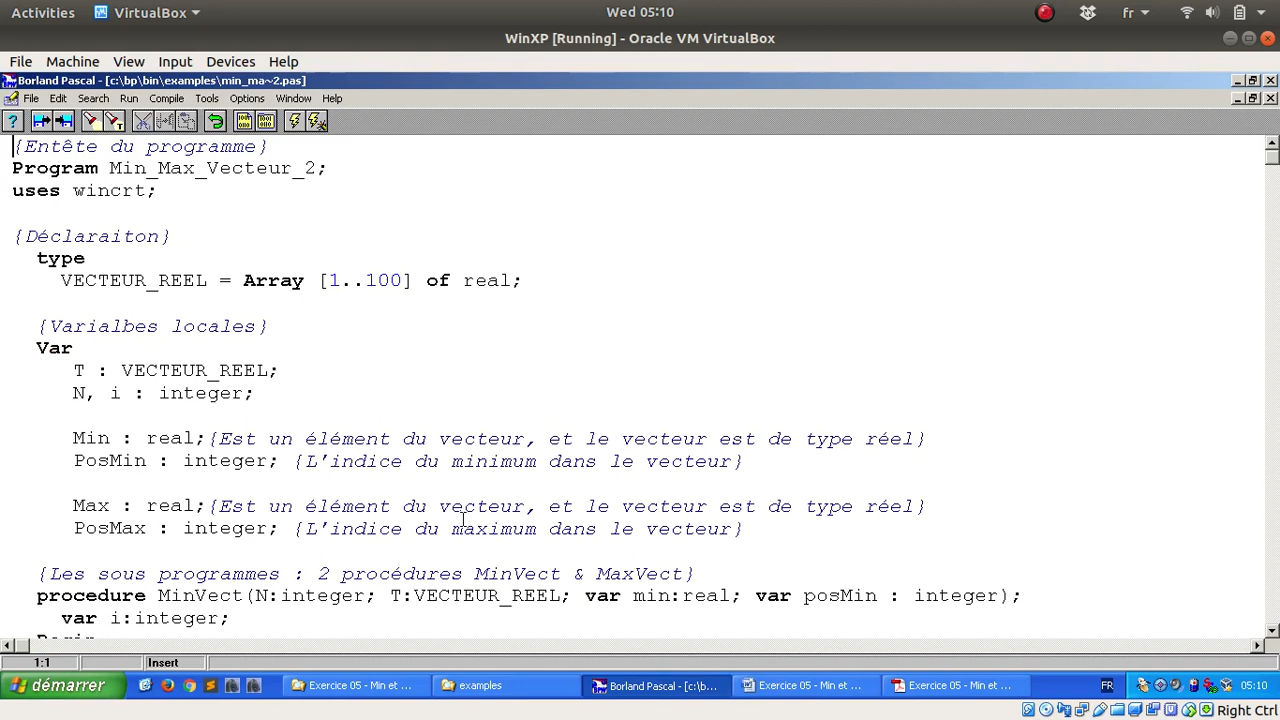 Activities VirtualBox Wed 05:10 fr
WinXP [Running] - Oracle VM VirtualBox
File Machine View Input Devices Help
Borland Pascal - [c:\bp\bin\examples\min_ma~2.pas]
File Edit Search Run Compile Tools Options Window Help
{Entête du programme}
Program Min_Max_Vecteur_2;
uses wincrt;
{Déclaraiton}
type
VECTEUR_REEL = Array [1..100] of real;
{Varialbes locales}
Var
T : VECTEUR_REEL;
N, i : integer;
Min : real;{Est un élément du vecteur, et le vecteur est de type réel}
PosMin : integer; {L'indice du minimum dans le vecteur}
Max : real;{Est un élément du vecteur, et le vecteur est de type réel}
PosMax : integer; {L'indice du maximum dans le vecteur}
{Les sous programmes : 2 procédures MinVect & MaxVect}
procedure MinVect(N:integer; T:VECTEUR_REEL; var min:real; var posMin : integer);
var i:integer;
Begin
1:1 Insert
démarrer Exercice 05 - Min et ... examples Borland Pascal - [c:\b... Exercice 05 - Min et ... Exercice 05 - Min et ... FR 05:10
Right Ctrl